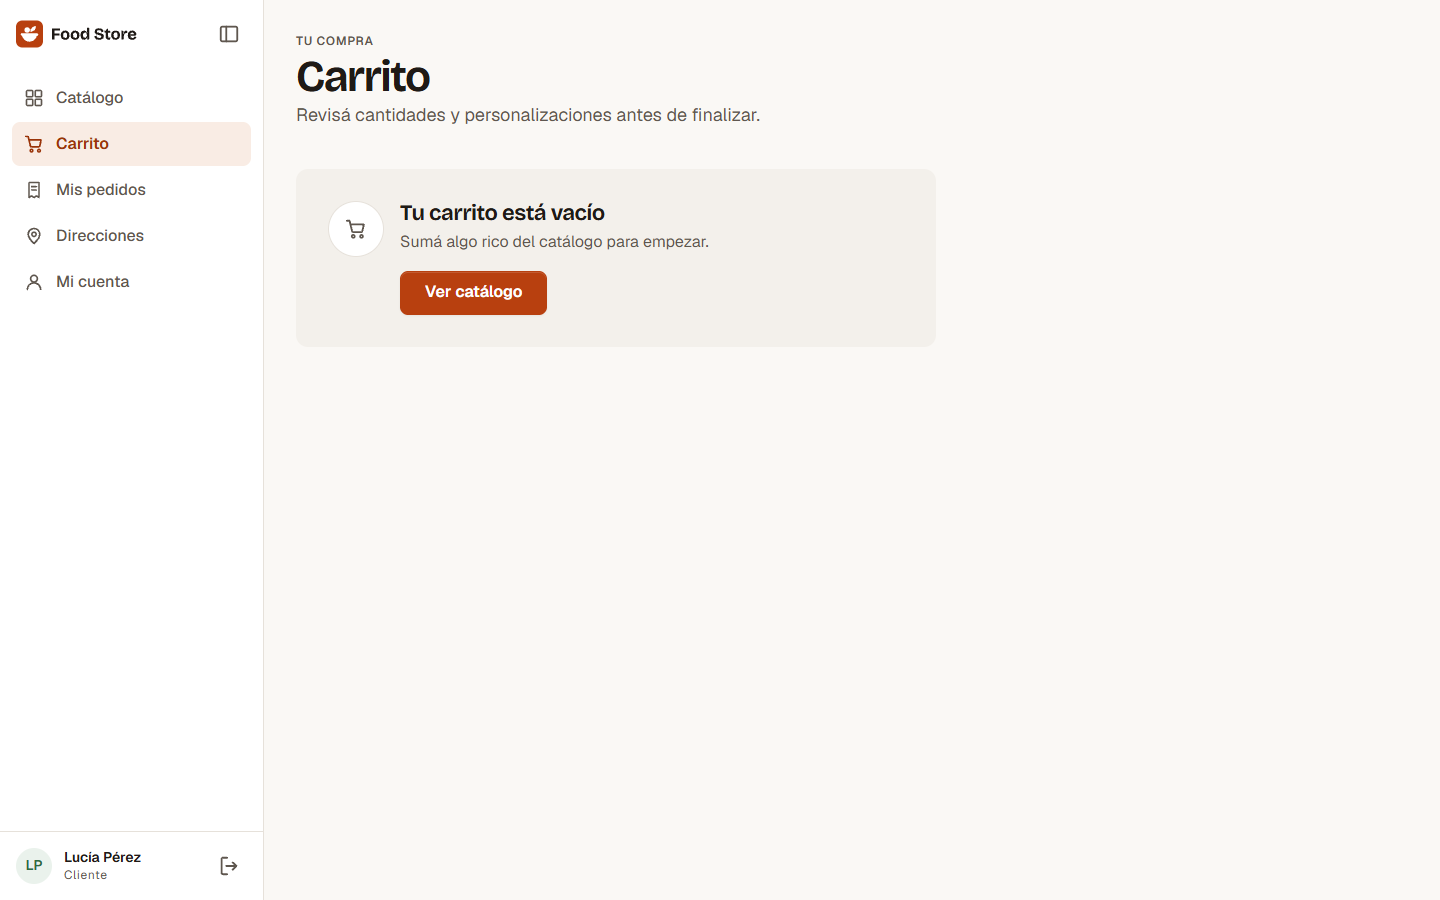 Food Store
Catálogo
Carrito
Mis pedidos
Direcciones
Mi cuenta
LP
Lucía Pérez
Cliente
TU COMPRA
Carrito
Revisá cantidades y personalizaciones antes de finalizar.
Tu carrito está vacío
Sumá algo rico del catálogo para empezar.
Ver catálogo